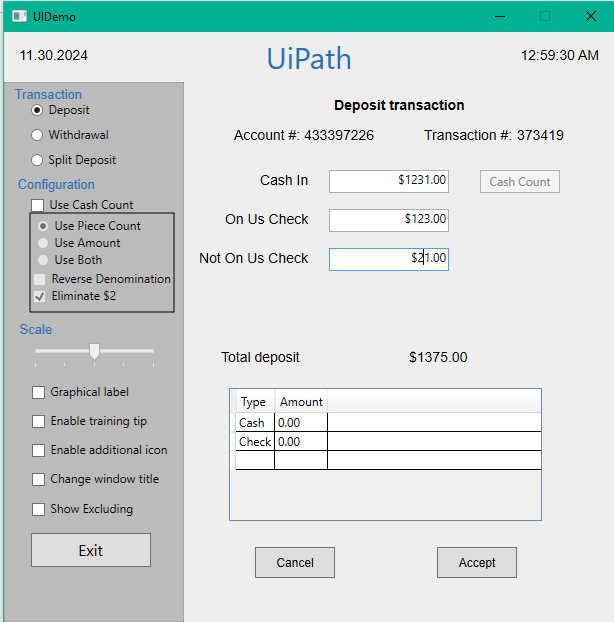 UIDemo
11.30.2024
UiPath
12:59:30 AM
Transaction
Deposit
Withdrawal
Split Deposit
Configuration
Use Cash Count
Use Piece Count
Use Amount
Use Both
Reverse Denomination
Eliminate $2
Scale
Graphical label
Enable training tip
Enable additional icon
Change window title
Show Excluding
Exit
Deposit transaction
Account #: 433397226 Transaction #: 373419
Cash In $1231.00 Cash Count
On Us Check $123.00
Not On Us Check $21.00
Total deposit $1375.00
Type Amount
Cash 0.00
Check 0.00
Cancel Accept